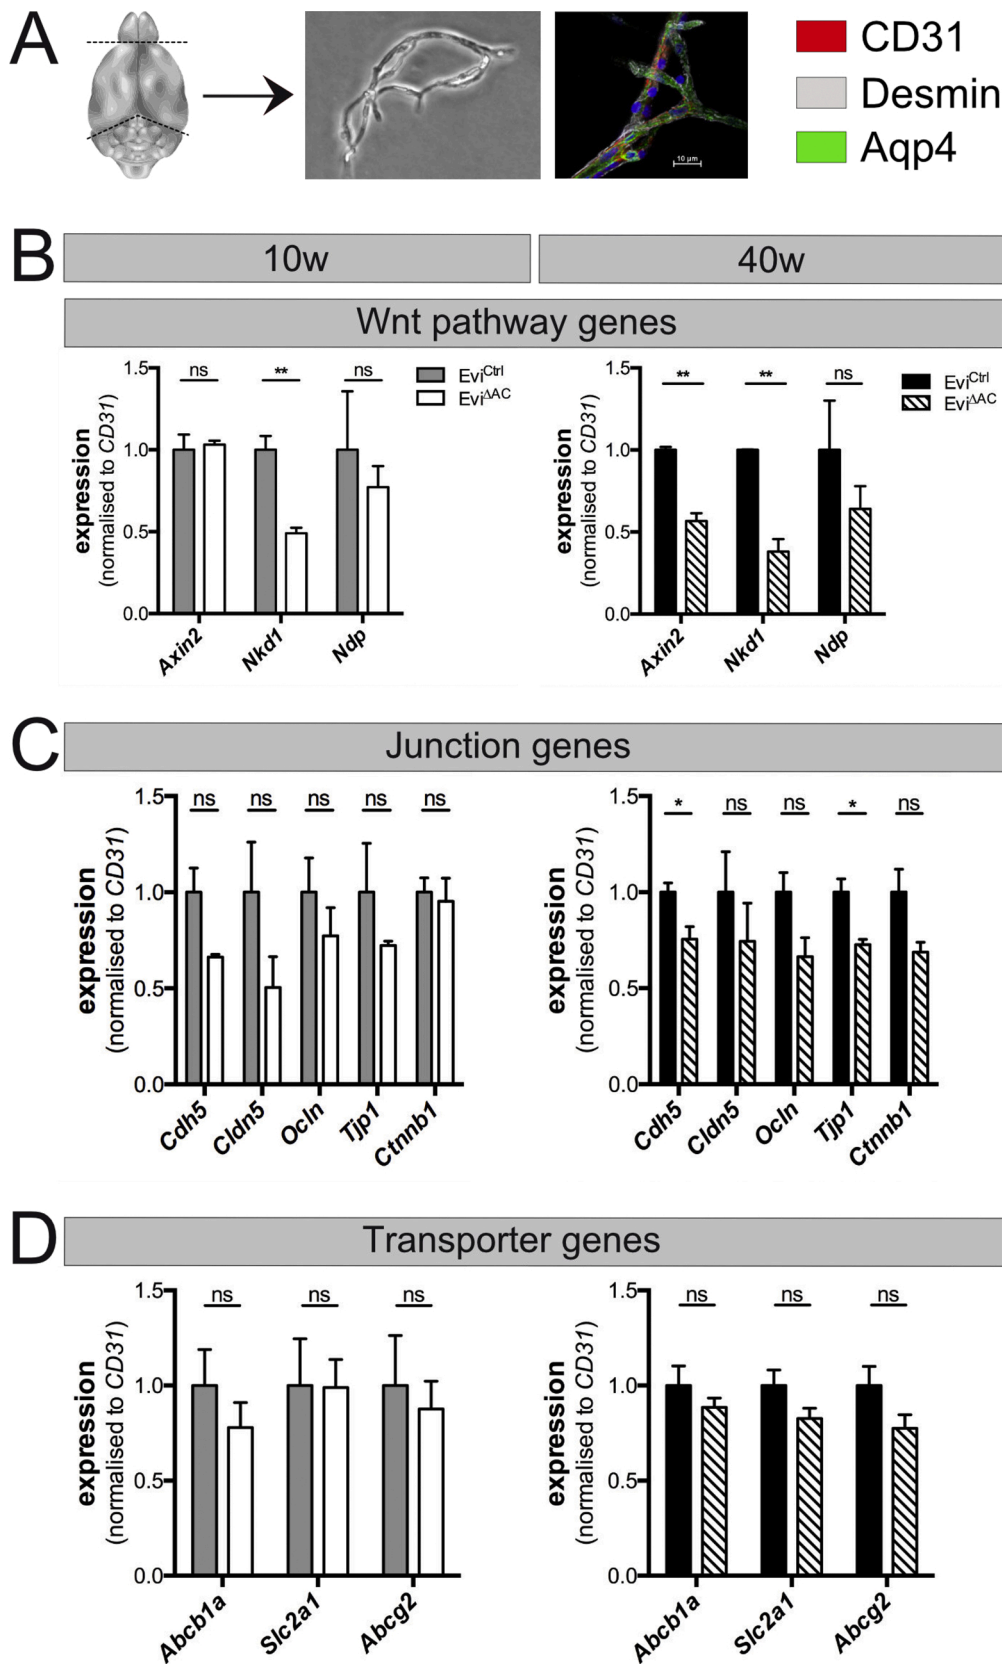 A
CD31
Desmin
Aqp4
10 µm
B
10w
40w
Wnt pathway genes
expression
(normalised to CD31)
1.5
1.0
0.5
0.0
ns
**
ns
Axin2
Nkd1
Ndp
Evi^Ctrl
Evi^ΔAC
expression
(normalised to CD31)
1.5
1.0
0.5
0.0
**
**
ns
Axin2
Nkd1
Ndp
Evi^Ctrl
Evi^ΔAC
C
Junction genes
expression
(normalised to CD31)
1.5
1.0
0.5
0.0
ns
ns
ns
ns
ns
Cdh5
Cldn5
Ocln
Tjp1
Ctnnb1
expression
(normalised to CD31)
1.5
1.0
0.5
0.0
*
ns
ns
*
ns
Cdh5
Cldn5
Ocln
Tjp1
Ctnnb1
D
Transporter genes
expression
(normalised to CD31)
1.5
1.0
0.5
0.0
ns
ns
ns
Abcb1a
Slc2a1
Abcg2
expression
(normalised to CD31)
1.5
1.0
0.5
0.0
ns
ns
ns
Abcb1a
Slc2a1
Abcg2